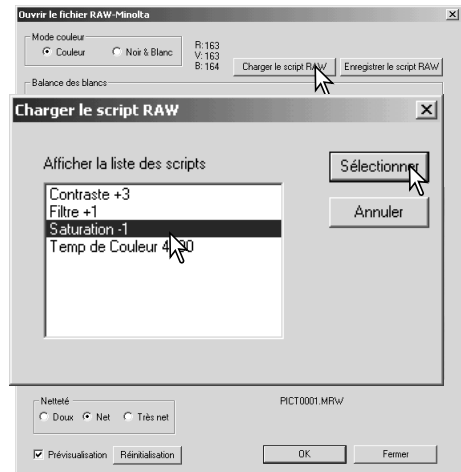 Ouvrir le fichier RAW-Minolta
Mode couleur
Couleur Noir & Blanc
R:163
V:163
B:164
Charger le script RAW Enregistrer le script RAW
Balance des blancs
Charger le script RAW
Afficher la liste des scripts
Sélectionner
Contraste +3
Filtre +1
Saturation -1
Temp de Couleur
Annuler
Netteté
Doux Net Très net
PICT0001.MRW
Prévisualisation Réinitialisation OK Fermer